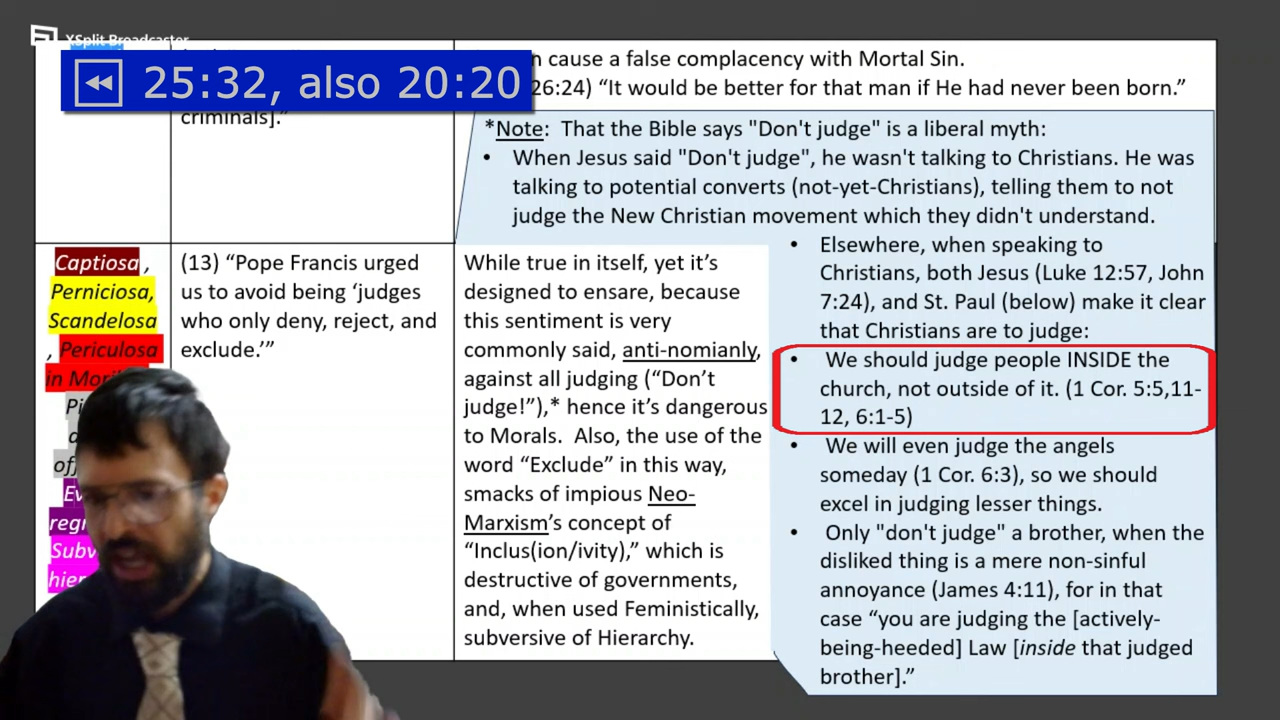 XSplit Broadcaster
25:32, also 20:20
n cause a false complacency with Mortal Sin.
26:24) “It would be better for that man if He had never been born.”
criminals].”
*Note: That the Bible says "Don't judge" is a liberal myth:
• When Jesus said "Don't judge", he wasn't talking to Christians. He was
talking to potential converts (not-yet-Christians), telling them to not
judge the New Christian movement which they didn't understand.
• Elsewhere, when speaking to
Christians, both Jesus (Luke 12:57, John
7:24), and St. Paul (below) make it clear
that Christians are to judge:
• We should judge people INSIDE the
church, not outside of it. (1 Cor. 5:5,11-
12, 6:1-5)
• We will even judge the angels
someday (1 Cor. 6:3), so we should
excel in judging lesser things.
• Only "don't judge" a brother, when the
disliked thing is a mere non-sinful
annoyance (James 4:11), for in that
case “you are judging the [actively-
being-heeded] Law [inside that judged
brother].”
Captiosa ,
Perniciosa,
Scandelosa
, Periculosa
in Mori
Pi
of
Ev
regi
Subv
hier
(13) “Pope Francis urged
us to avoid being ‘judges
who only deny, reject, and
exclude.’”
While true in itself, yet it’s
designed to ensare, because
this sentiment is very
commonly said, anti-nomianly,
against all judging (“Don’t
judge!”),* hence it’s dangerous
to Morals. Also, the use of the
word “Exclude” in this way,
smacks of impious Neo-
Marxism’s concept of
“Inclus(ion/ivity),” which is
destructive of governments,
and, when used Feministically,
subversive of Hierarchy.